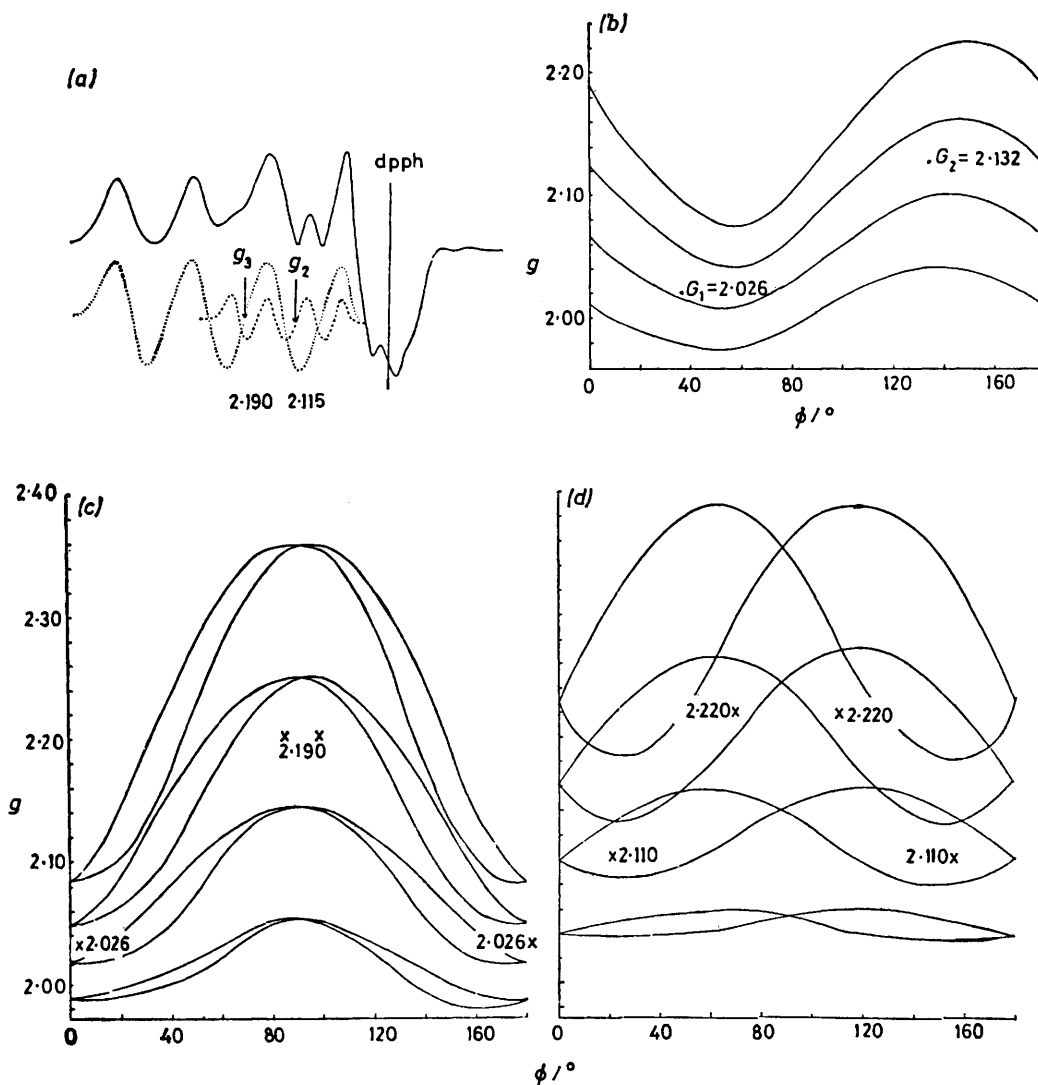 (a)
dpph
g3
g2
2·190 2·115
(b)
2·20
2·10
2·00
g
.G2 = 2·132
.G1 = 2·026
0 40 80 120 160
φ/°
(c)
2·40
2·30
2·20
2·10
2·00
g
x x
2·190
x2·026
2·026x
0 40 80 120 160
(d)
2·220x
x2·220
x2·110
2·110x
0 40 80 120 160
φ/°